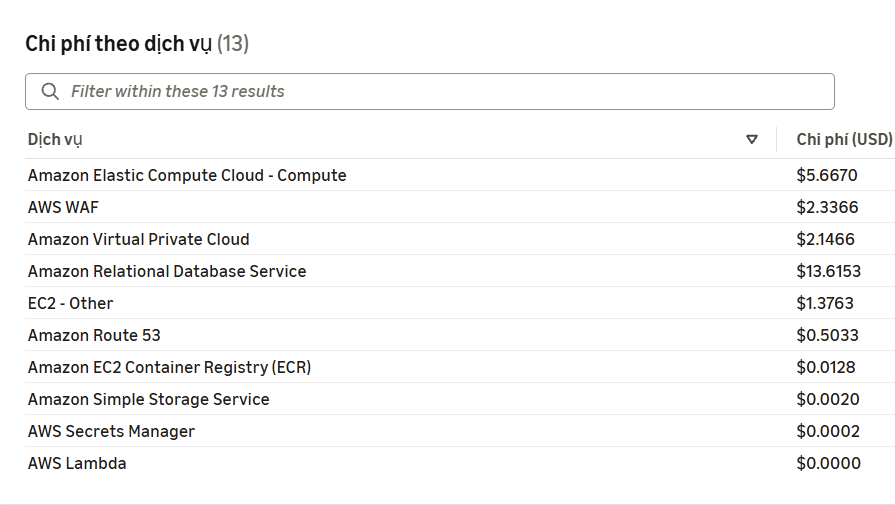 Chi phí theo dịch vụ (13)
Filter within these 13 results
Dịch vụ Chi phí (USD)
Amazon Elastic Compute Cloud - Compute $5.6670
AWS WAF $2.3366
Amazon Virtual Private Cloud $2.1466
Amazon Relational Database Service $13.6153
EC2 - Other $1.3763
Amazon Route 53 $0.5033
Amazon EC2 Container Registry (ECR) $0.0128
Amazon Simple Storage Service $0.0020
AWS Secrets Manager $0.0002
AWS Lambda $0.0000